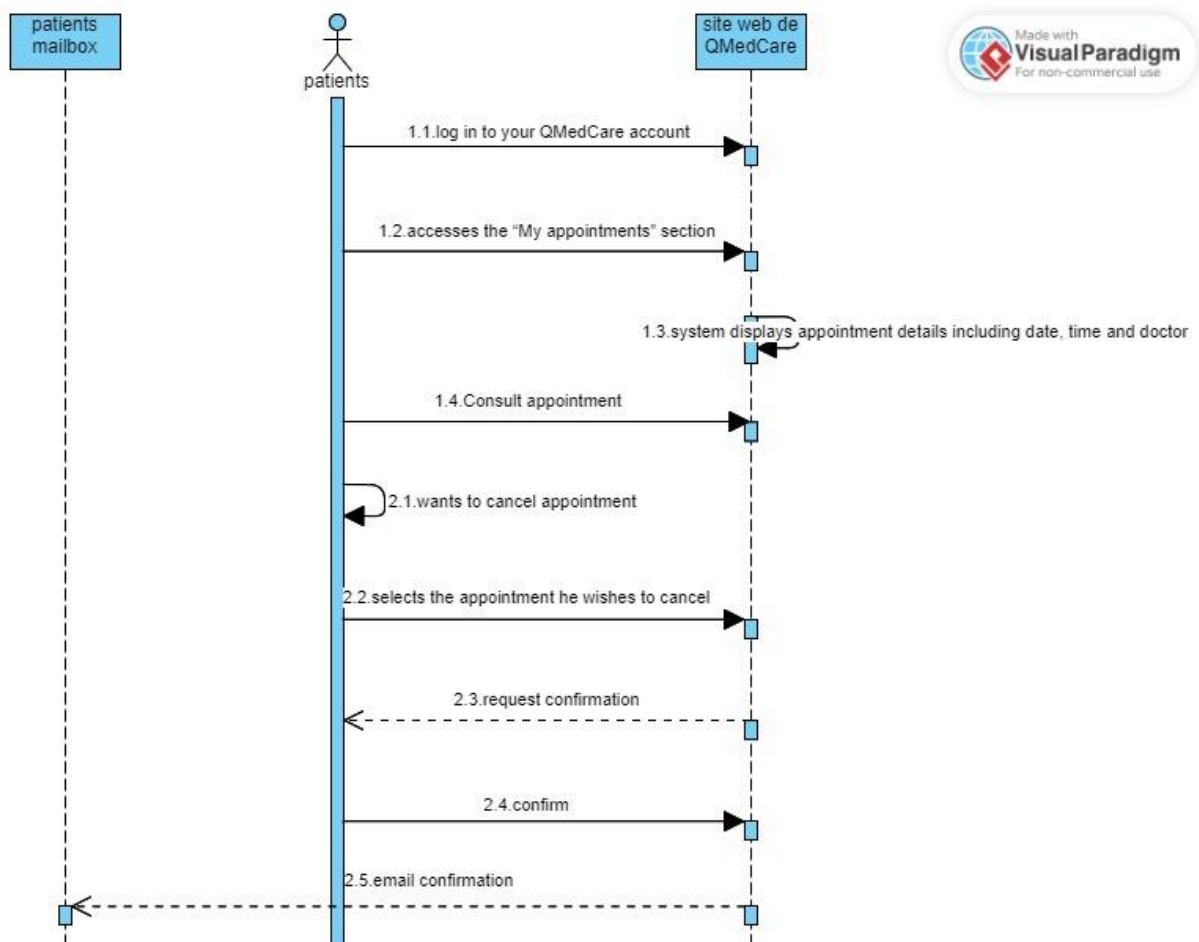 patients
mailbox
patients
site web de
QMedCare
Made with
VisualParadigm
For non-commercial use
1.1.log in to your QMedCare account
1.2.accesses the “My appointments” section
1.3.system displays appointment details including date, time and doctor
1.4.Consult appointment
2.1.wants to cancel appointment
2.2.selects the appointment he wishes to cancel
2.3.request confirmation
2.4.confirm
2.5.email confirmation